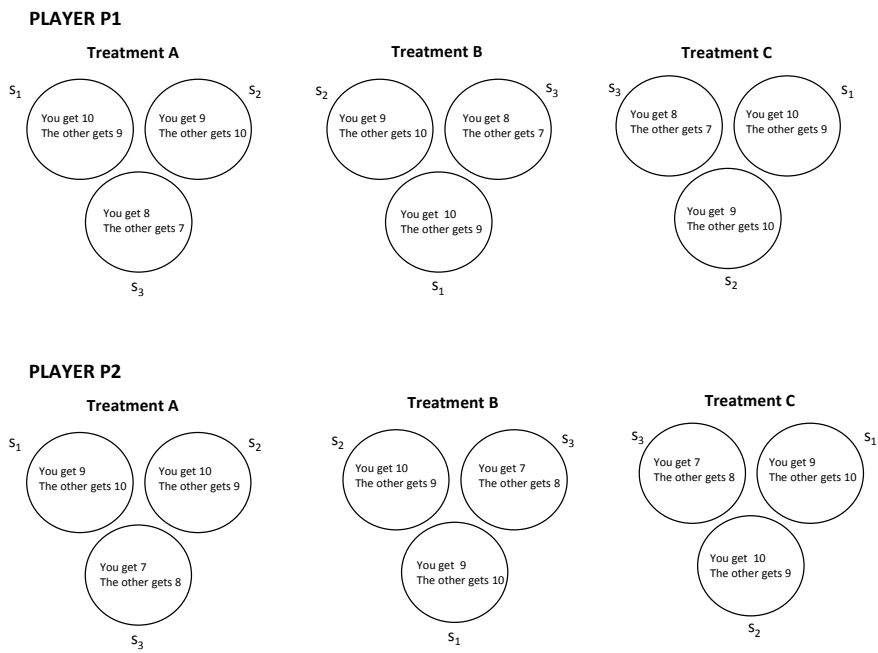 PLAYER P1
Treatment A
Treatment B
Treatment C
S1
You get 10
The other gets 9
You get 9
The other gets 10
S2
You get 8
The other gets 7
S3
S2
You get 9
The other gets 10
You get 8
The other gets 7
S3
You get 10
The other gets 9
S1
S3
You get 8
The other gets 7
You get 10
The other gets 9
S1
You get 9
The other gets 10
S2
PLAYER P2
Treatment A
Treatment B
Treatment C
S1
You get 9
The other gets 10
You get 10
The other gets 9
S2
You get 7
The other gets 8
S3
S2
You get 10
The other gets 9
You get 7
The other gets 8
S3
You get 9
The other gets 10
S1
S3
You get 7
The other gets 8
You get 9
The other gets 10
S1
You get 10
The other gets 9
S2